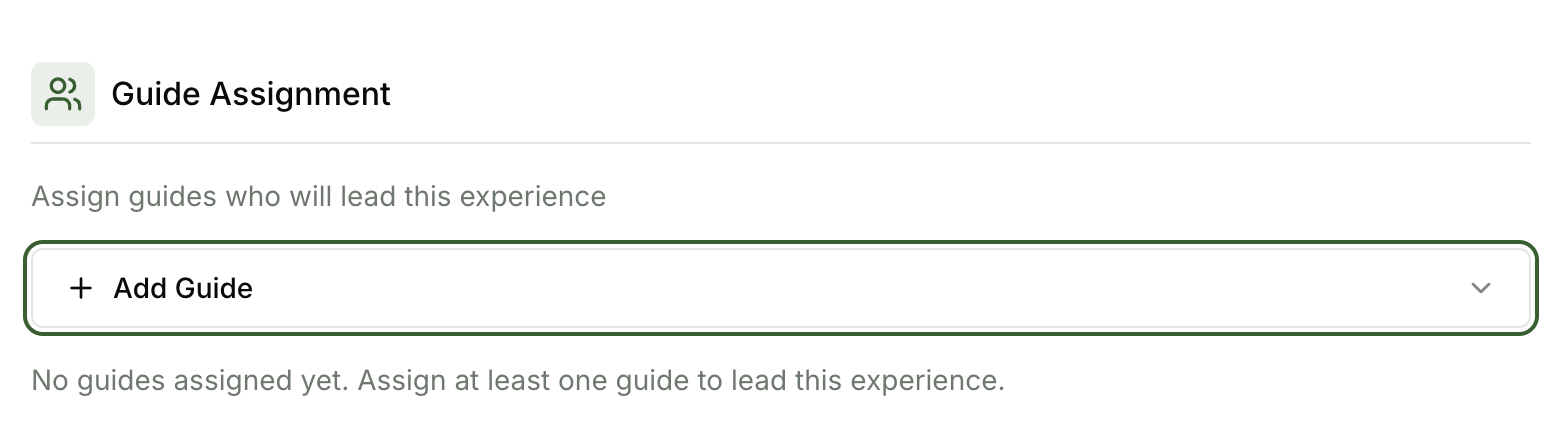 Guide Assignment
Assign guides who will lead this experience
Add Guide
No guides assigned yet. Assign at least one guide to lead this experience.